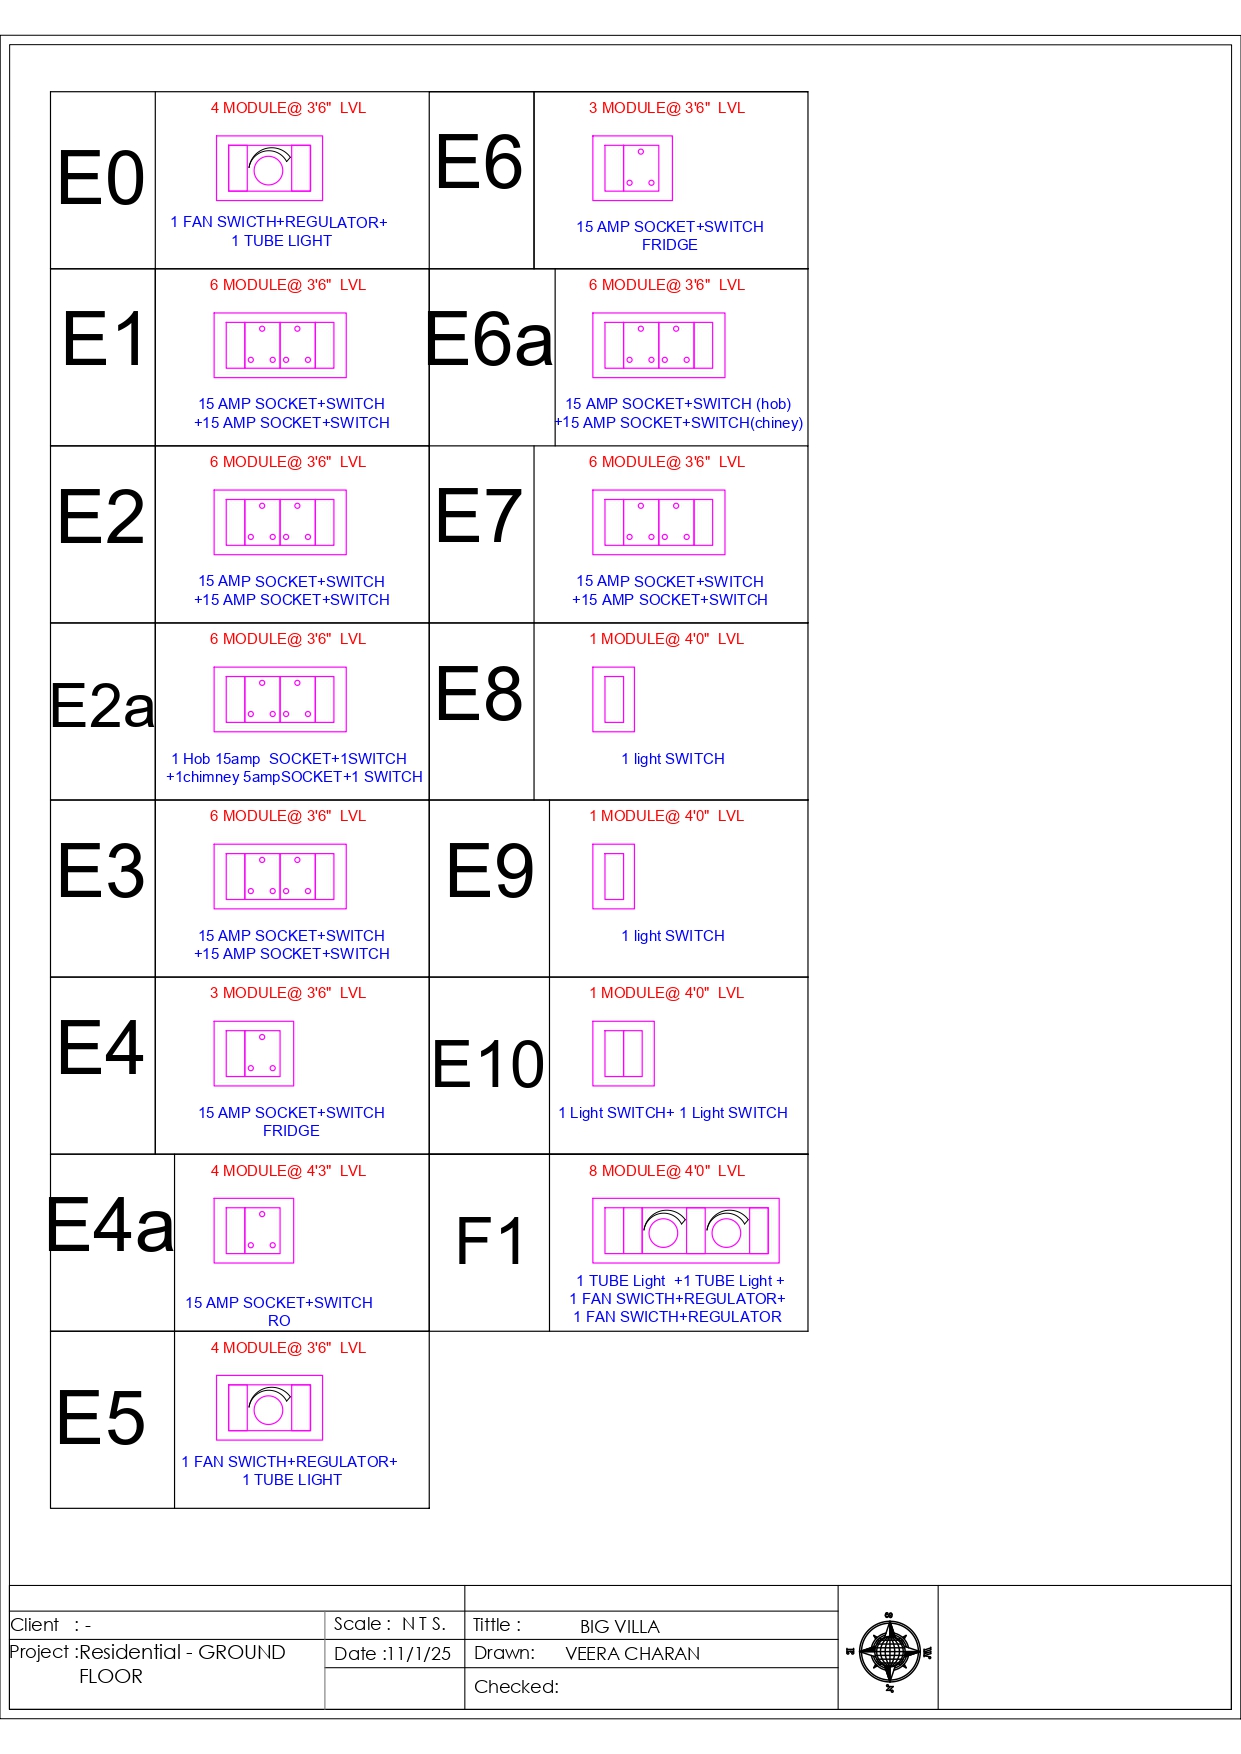 E0
4 MODULE@ 3'6" LVL
1 FAN SWICTH+REGULATOR+
1 TUBE LIGHT
E6
3 MODULE@ 3'6" LVL
15 AMP SOCKET+SWITCH
FRIDGE
E1
6 MODULE@ 3'6" LVL
15 AMP SOCKET+SWITCH
+15 AMP SOCKET+SWITCH
E6a
6 MODULE@ 3'6" LVL
15 AMP SOCKET+SWITCH (hob)
+15 AMP SOCKET+SWITCH(chiney)
E2
6 MODULE@ 3'6" LVL
15 AMP SOCKET+SWITCH
+15 AMP SOCKET+SWITCH
E7
6 MODULE@ 3'6" LVL
15 AMP SOCKET+SWITCH
+15 AMP SOCKET+SWITCH
E2a
6 MODULE@ 3'6" LVL
1 Hob 15amp SOCKET+1SWITCH
+1chimney 5ampSOCKET+1 SWITCH
E8
1 MODULE@ 4'0" LVL
1 light SWITCH
E3
6 MODULE@ 3'6" LVL
15 AMP SOCKET+SWITCH
+15 AMP SOCKET+SWITCH
E9
1 MODULE@ 4'0" LVL
1 light SWITCH
E4
3 MODULE@ 3'6" LVL
15 AMP SOCKET+SWITCH
FRIDGE
E10
1 MODULE@ 4'0" LVL
1 Light SWITCH+ 1 Light SWITCH
E4a
4 MODULE@ 4'3" LVL
15 AMP SOCKET+SWITCH
RO
F1
8 MODULE@ 4'0" LVL
1 TUBE Light +1 TUBE Light +
1 FAN SWICTH+REGULATOR+
1 FAN SWICTH+REGULATOR
E5
4 MODULE@ 3'6" LVL
1 FAN SWICTH+REGULATOR+
1 TUBE LIGHT
Client : -
Project :Residential - GROUND
FLOOR
Scale : N T S.
Date :11/1/25
Tittle : BIG VILLA
Drawn: VEERA CHARAN
Checked:
S
E
W
N